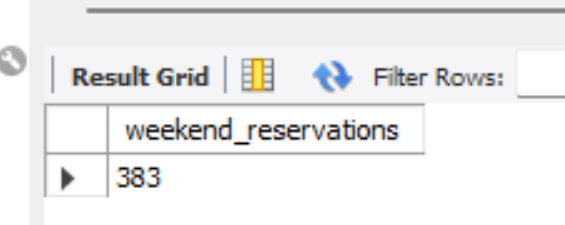 Result Grid Filter Rows:
weekend_reservations
383